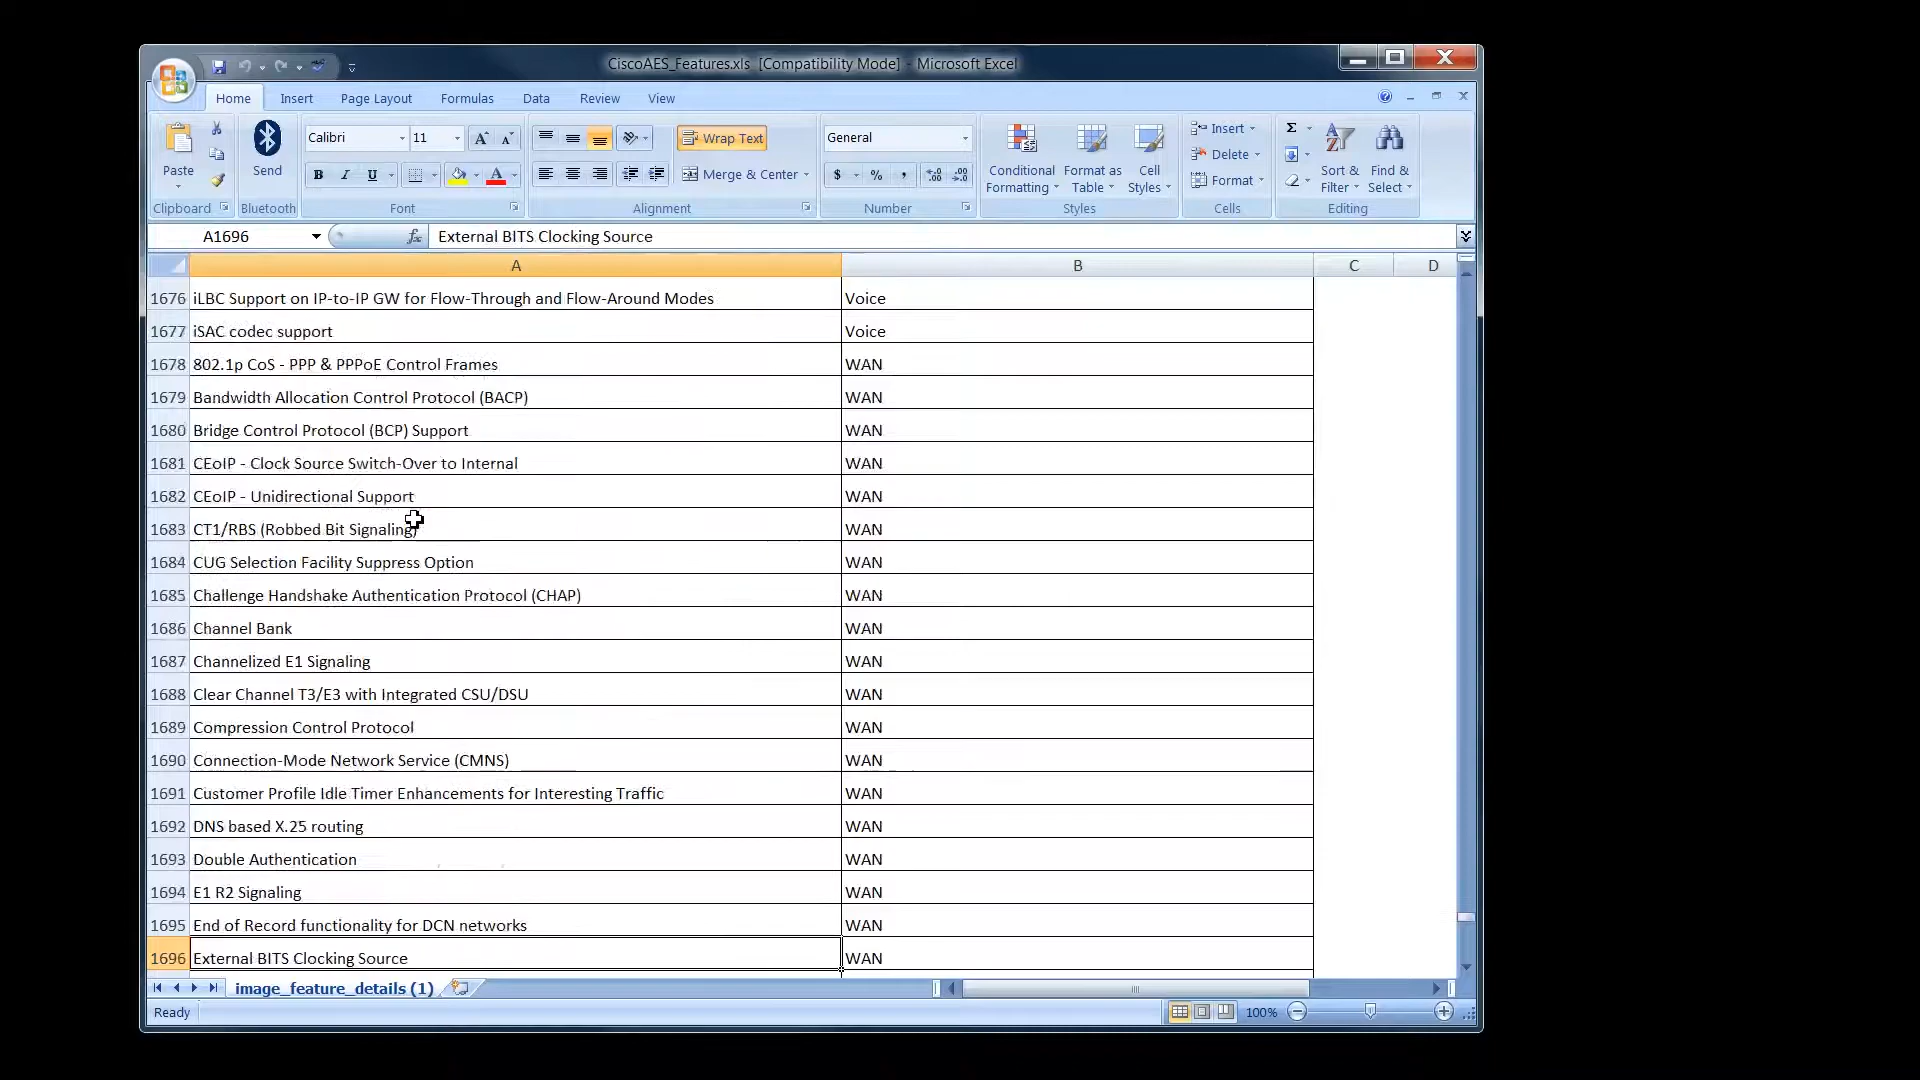 CiscoAES_Features.xls [Compatibility Mode] - Microsoft Excel
Home Insert Page Layout Formulas Data Review View
Calibri 11 Wrap Text General
Paste Send B I U Merge & Center $ % , Conditional Formatting Format as Table Cell Styles Insert Delete Format Σ Sort & Filter Find & Select
Clipboard Bluetooth Font Alignment Number Styles Cells Editing
A1696 fx External BITS Clocking Source
A B C D
1676 iLBC Support on IP-to-IP GW for Flow-Through and Flow-Around Modes Voice
1677 iSAC codec support Voice
1678 802.1p CoS - PPP & PPPoE Control Frames WAN
1679 Bandwidth Allocation Control Protocol (BACP) WAN
1680 Bridge Control Protocol (BCP) Support WAN
1681 CEoIP - Clock Source Switch-Over to Internal WAN
1682 CEoIP - Unidirectional Support WAN
1683 CT1/RBS (Robbed Bit Signaling) WAN
1684 CUG Selection Facility Suppress Option WAN
1685 Challenge Handshake Authentication Protocol (CHAP) WAN
1686 Channel Bank WAN
1687 Channelized E1 Signaling WAN
1688 Clear Channel T3/E3 with Integrated CSU/DSU WAN
1689 Compression Control Protocol WAN
1690 Connection-Mode Network Service (CMNS) WAN
1691 Customer Profile Idle Timer Enhancements for Interesting Traffic WAN
1692 DNS based X.25 routing WAN
1693 Double Authentication WAN
1694 E1 R2 Signaling WAN
1695 End of Record functionality for DCN networks WAN
1696 External BITS Clocking Source WAN
image_feature_details (1)
Ready 100%